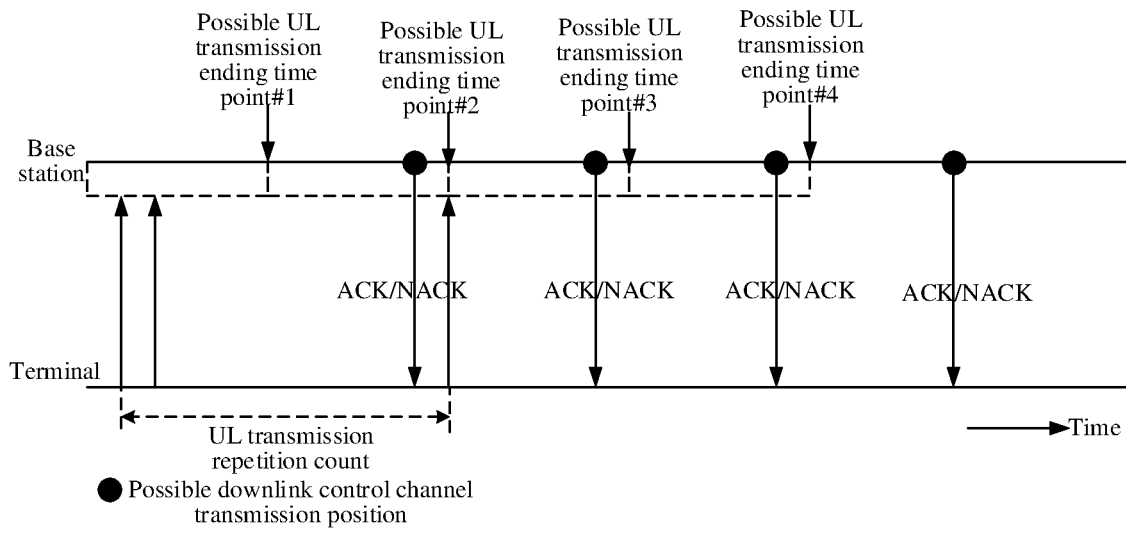 Possible UL
transmission
ending time
point#1
Possible UL
transmission
ending time
point#2
Possible UL
transmission
ending time
point#3
Possible UL
transmission
ending time
point#4
Base
station
ACK/NACK
ACK/NACK
ACK/NACK
ACK/NACK
Terminal
UL transmission
repetition count
Time
Possible downlink control channel
transmission position